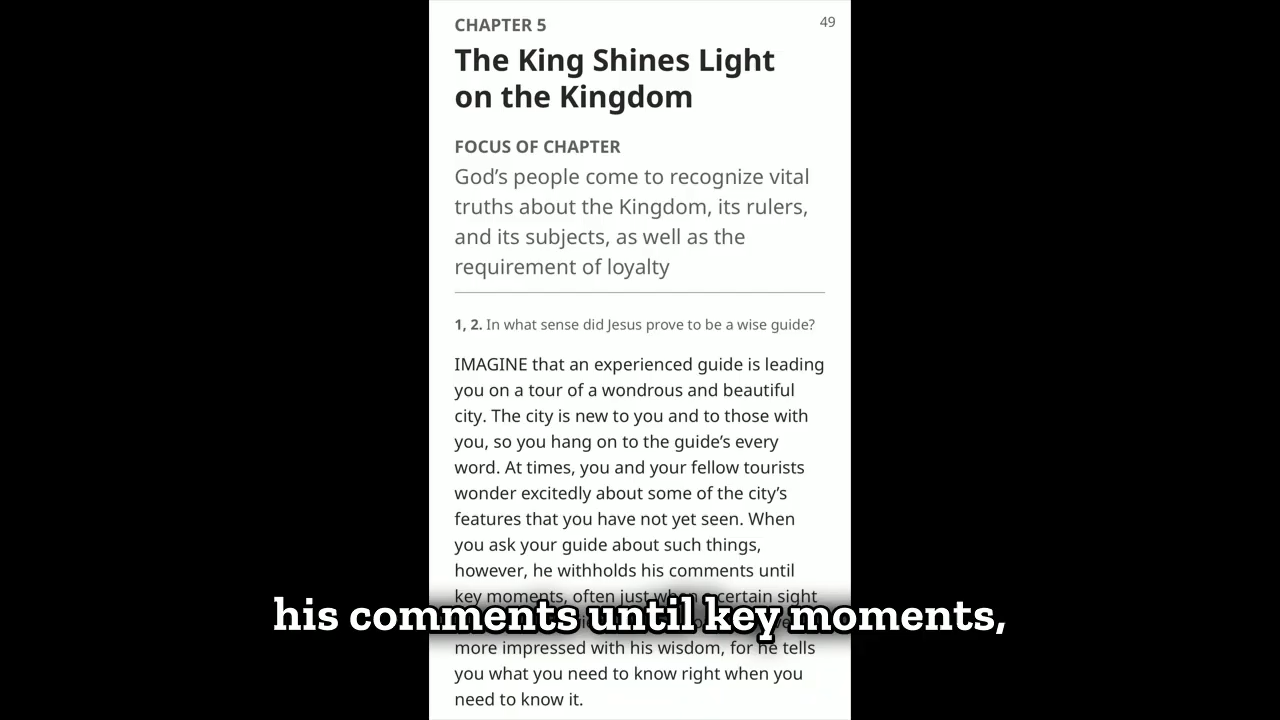 CHAPTER 5
49
The King Shines Light
on the Kingdom
FOCUS OF CHAPTER
God's people come to recognize vital
truths about the Kingdom, its rulers,
and its subjects, as well as the
requirement of loyalty
1, 2. In what sense did Jesus prove to be a wise guide?
IMAGINE that an experienced guide is leading
you on a tour of a wondrous and beautiful
city. The city is new to you and to those with
you, so you hang on to the guide's every
word. At times, you and your fellow tourists
wonder excitedly about some of the city's
features that you have not yet seen. When
you ask your guide about such things,
however, he withholds his comments until
key moments, often just when a certain sight
his comments until key moments,
more impressed with his wisdom, for he tells
you what you need to know right when you
need to know it.